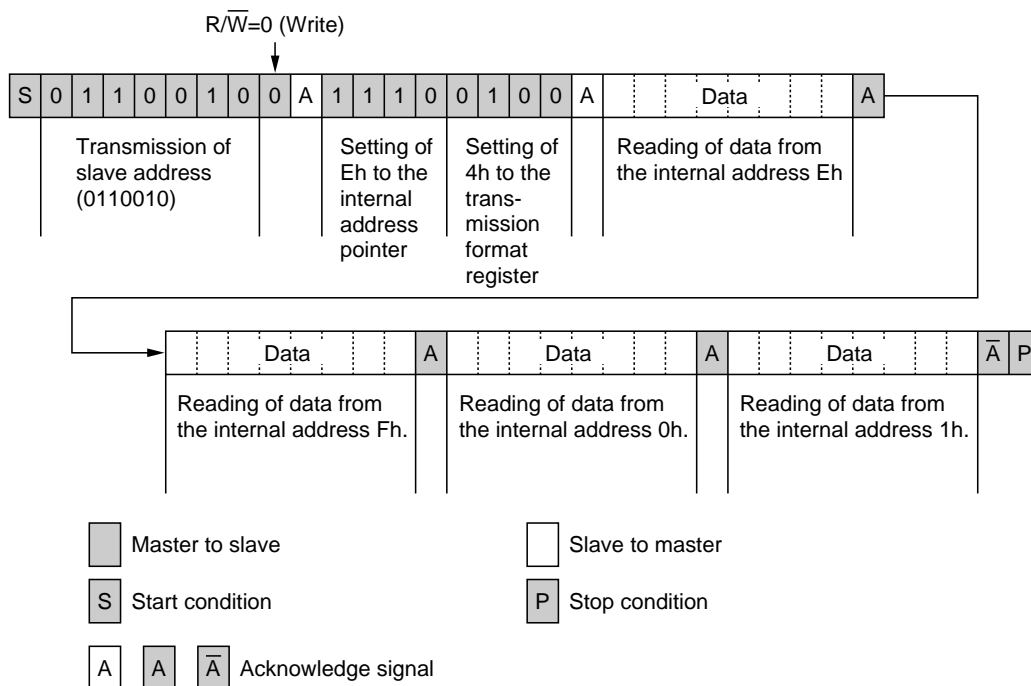 R/W̅=0 (Write)
S 0 1 1 0 0 1 0 0 A 1 1 1 0 0 1 0 0 A Data A
Transmission of
slave address
(0110010)
Setting of
Eh to the
internal
address
pointer
Setting of
4h to the
trans-
mission
format
register
Reading of data from
the internal address Eh
Data A Data A Data A̅ P
Reading of data from
the internal address Fh.
Reading of data from
the internal address 0h.
Reading of data from
the internal address 1h.
Master to slave
Slave to master
S Start condition
P Stop condition
A A A̅ Acknowledge signal